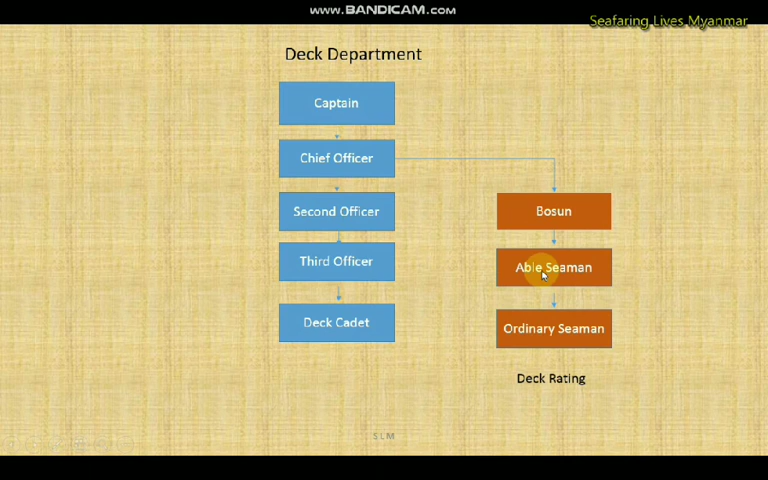 www.BANDICAM.com
Seafaring Lives Myanmar
Deck Department
Captain
Chief Officer
Second Officer
Bosun
Third Officer
Able Seaman
Deck Cadet
Ordinary Seaman
Deck Rating
SLM